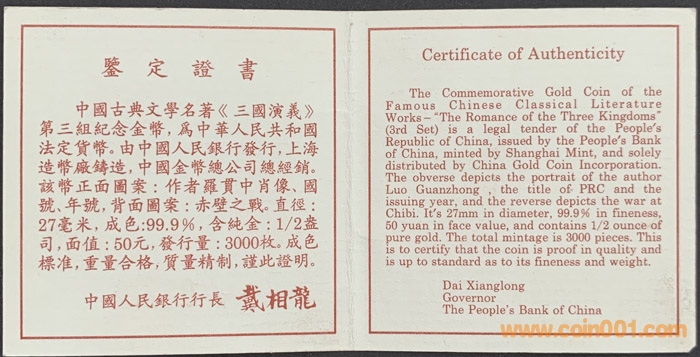 鑒定證書
中國古典文學名著《三國演義》
第三組紀念金幣，爲中華人民共和國
法定貨幣。由中國人民銀行發行，上海
造幣廠鑄造，中國金幣總公司總經銷。
該幣正面圖案：作者羅貫中肖像、國
號、年號，背面圖案：赤壁之戰。直徑：
27毫米，成色:99.9%，含純金：1/2盎
司，面值：50元，發行量：3000枚。成色
標准，重量合格，質量精制，謹此證明。
中國人民銀行行長 戴相龍
Certificate of Authenticity
The Commemorative Gold Coin of the
Famous Chinese Classical Literature
Works－"The Romance of the Three Kingdoms"
(3rd Set) is a legal tender of the People's
Republic of China, issued by the People's Bank
of China, minted by Shanghai Mint, and solely
distributed by China Gold Coin Incorporation.
The obverse depicts the portrait of the author
Luo Guanzhong , the title of PRC and the
issuing year, and the reverse depicts the war at
Chibi. It's 27mm in diameter, 99.9% in fineness,
50 yuan in face value, and contains 1/2 ounce of
pure gold. The total mintage is 3000 pieces. This
is to certify that the coin is proof in quality and
is up to standard as to its fineness and weight.
Dai Xianglong
Governor
The People's Bank of China
www.coin001.com